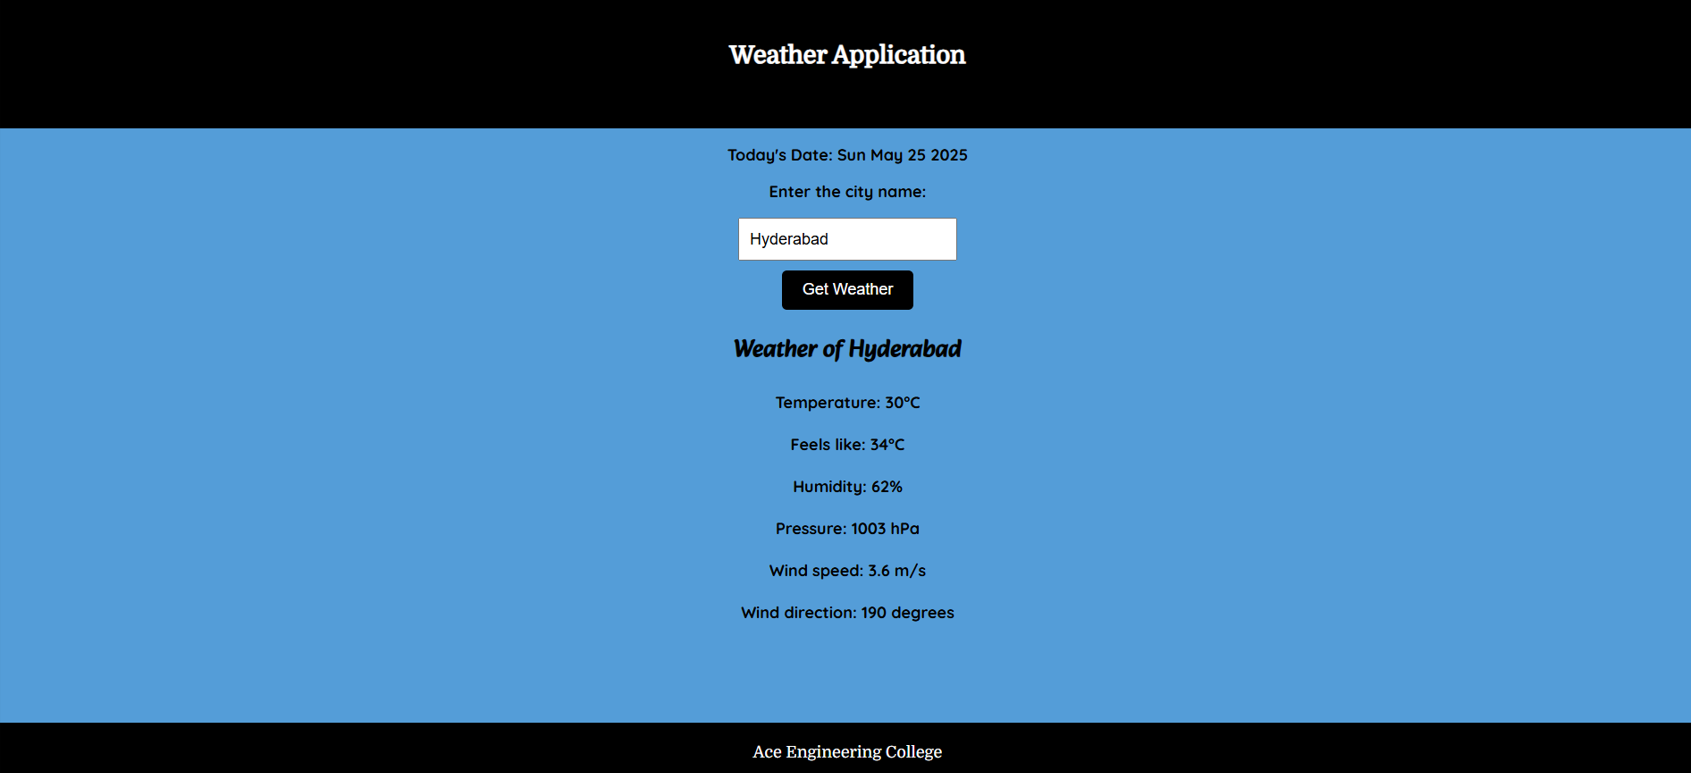 Weather Application
Today's Date: Sun May 25 2025
Enter the city name:
Hyderabad
Get Weather
Weather of Hyderabad
Temperature: 30°C
Feels like: 34°C
Humidity: 62%
Pressure: 1003 hPa
Wind speed: 3.6 m/s
Wind direction: 190 degrees
Ace Engineering College